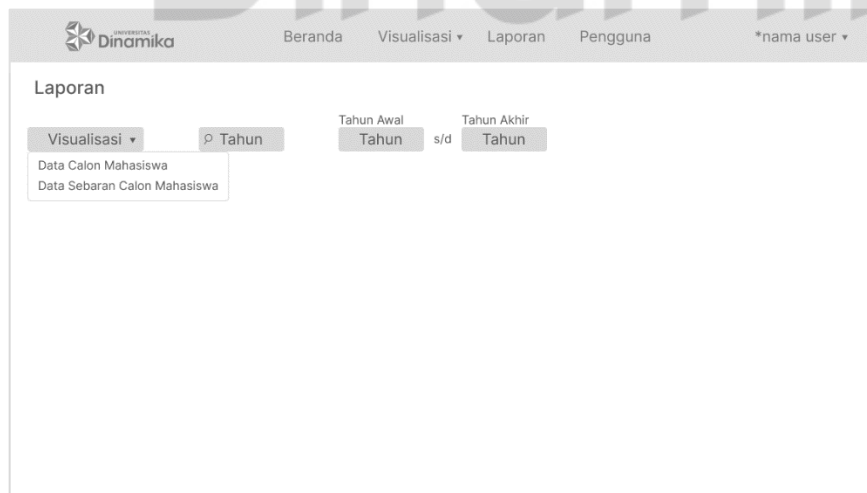 UNIVERSITAS
Dinamika
Beranda Visualisasi ▾ Laporan Pengguna *nama user ▾
Laporan
Tahun Awal Tahun Akhir
Visualisasi ▾ Tahun Tahun s/d Tahun
Data Calon Mahasiswa
Data Sebaran Calon Mahasiswa